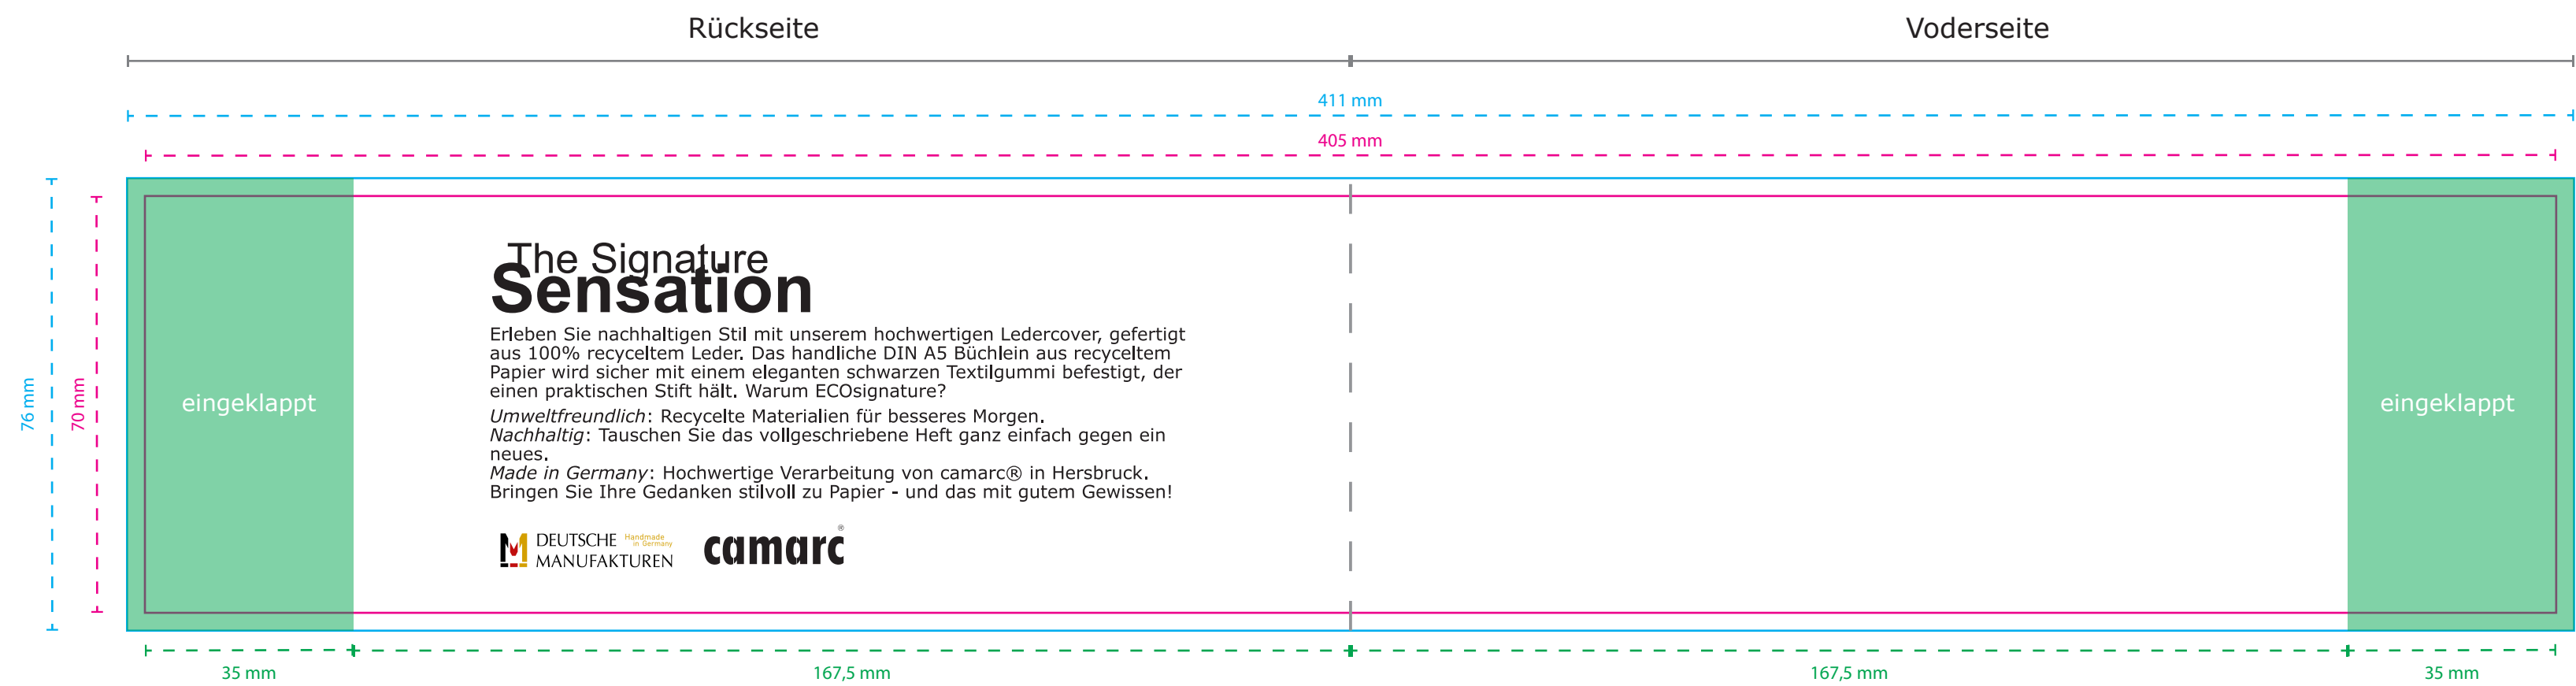 Rückseite
Voderseite
411 mm
405 mm
76 mm
70 mm
eingeklappt
The Signature
Sensation
Erleben Sie nachhaltigen Stil mit unserem hochwertigen Ledercover, gefertigt
aus 100% recyceltem Leder. Das handliche DIN A5 Büchlein aus recyceltem
Papier wird sicher mit einem eleganten schwarzen Textilgummi befestigt, der
einen praktischen Stift hält. Warum ECOsignature?
Umweltfreundlich: Recycelte Materialien für besseres Morgen.
Nachhaltig: Tauschen Sie das vollgeschriebene Heft ganz einfach gegen ein
neues.
Made in Germany: Hochwertige Verarbeitung von camarc® in Hersbruck.
Bringen Sie Ihre Gedanken stilvoll zu Papier - und das mit gutem Gewissen!
DEUTSCHE Handmade
in Germany
MANUFAKTUREN
camarc®
eingeklappt
35 mm
167,5 mm
167,5 mm
35 mm